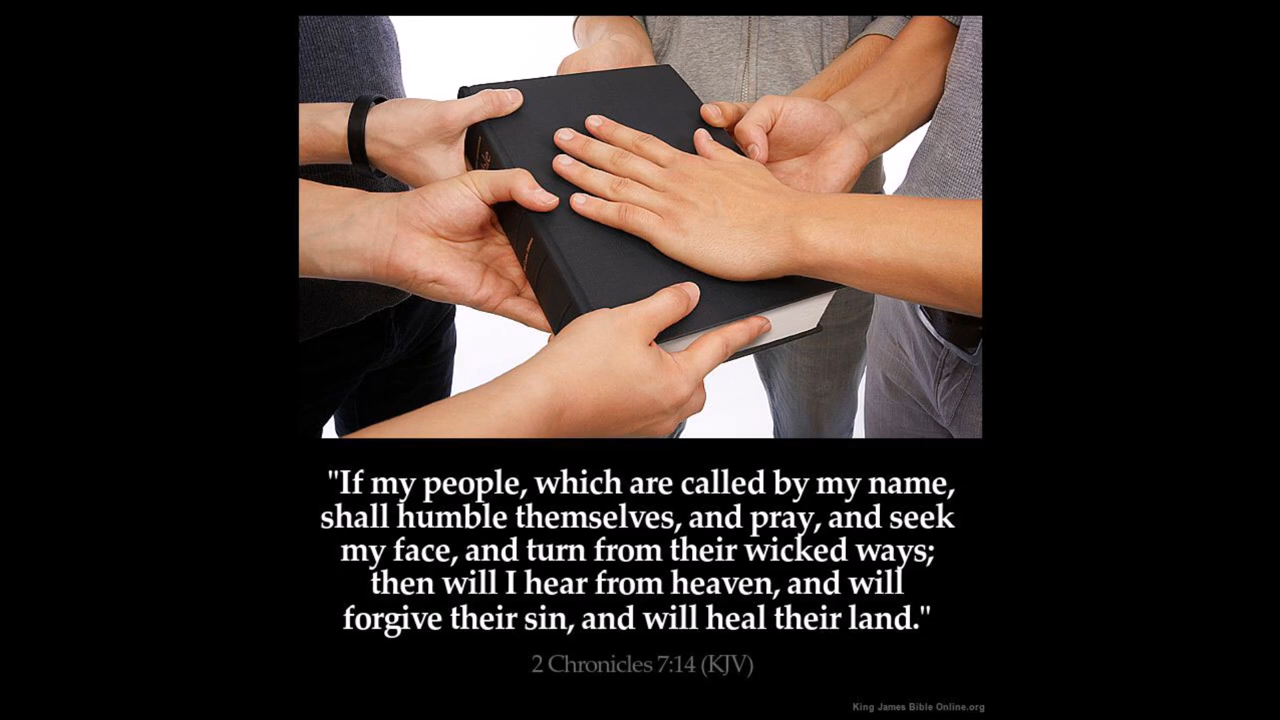 "If my people, which are called by my name,
shall humble themselves, and pray, and seek
my face, and turn from their wicked ways;
then will I hear from heaven, and will
forgive their sin, and will heal their land."
2 Chronicles 7:14 (KJV)
King James Bible Online.org